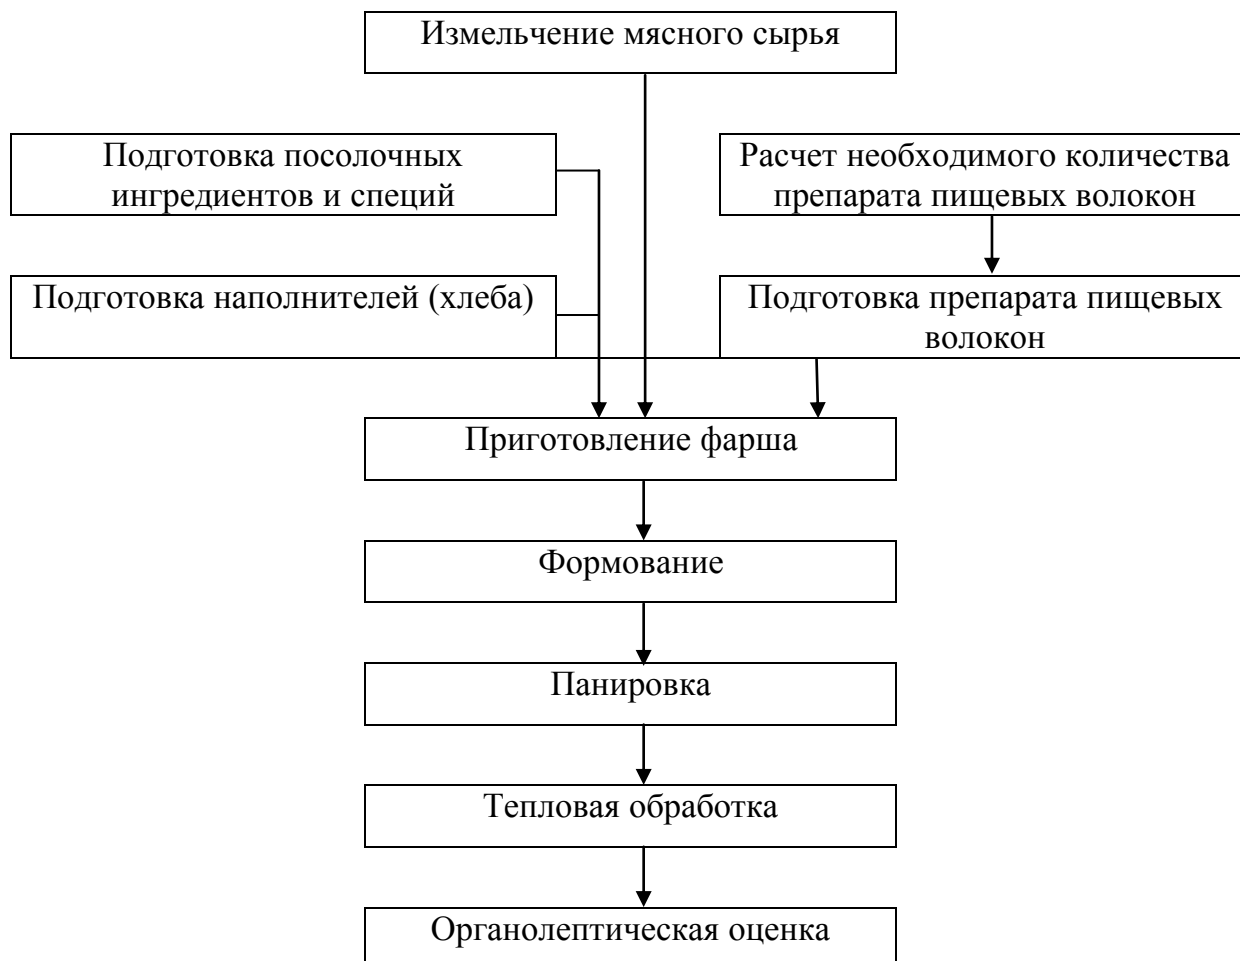 Измельчение мясного сырья
Подготовка посолочных
ингредиентов и специй
Расчет необходимого количества
препарата пищевых волокон
Подготовка наполнителей (хлеба)
Подготовка препарата пищевых
волокон
Приготовление фарша
Формование
Панировка
Тепловая обработка
Органолептическая оценка